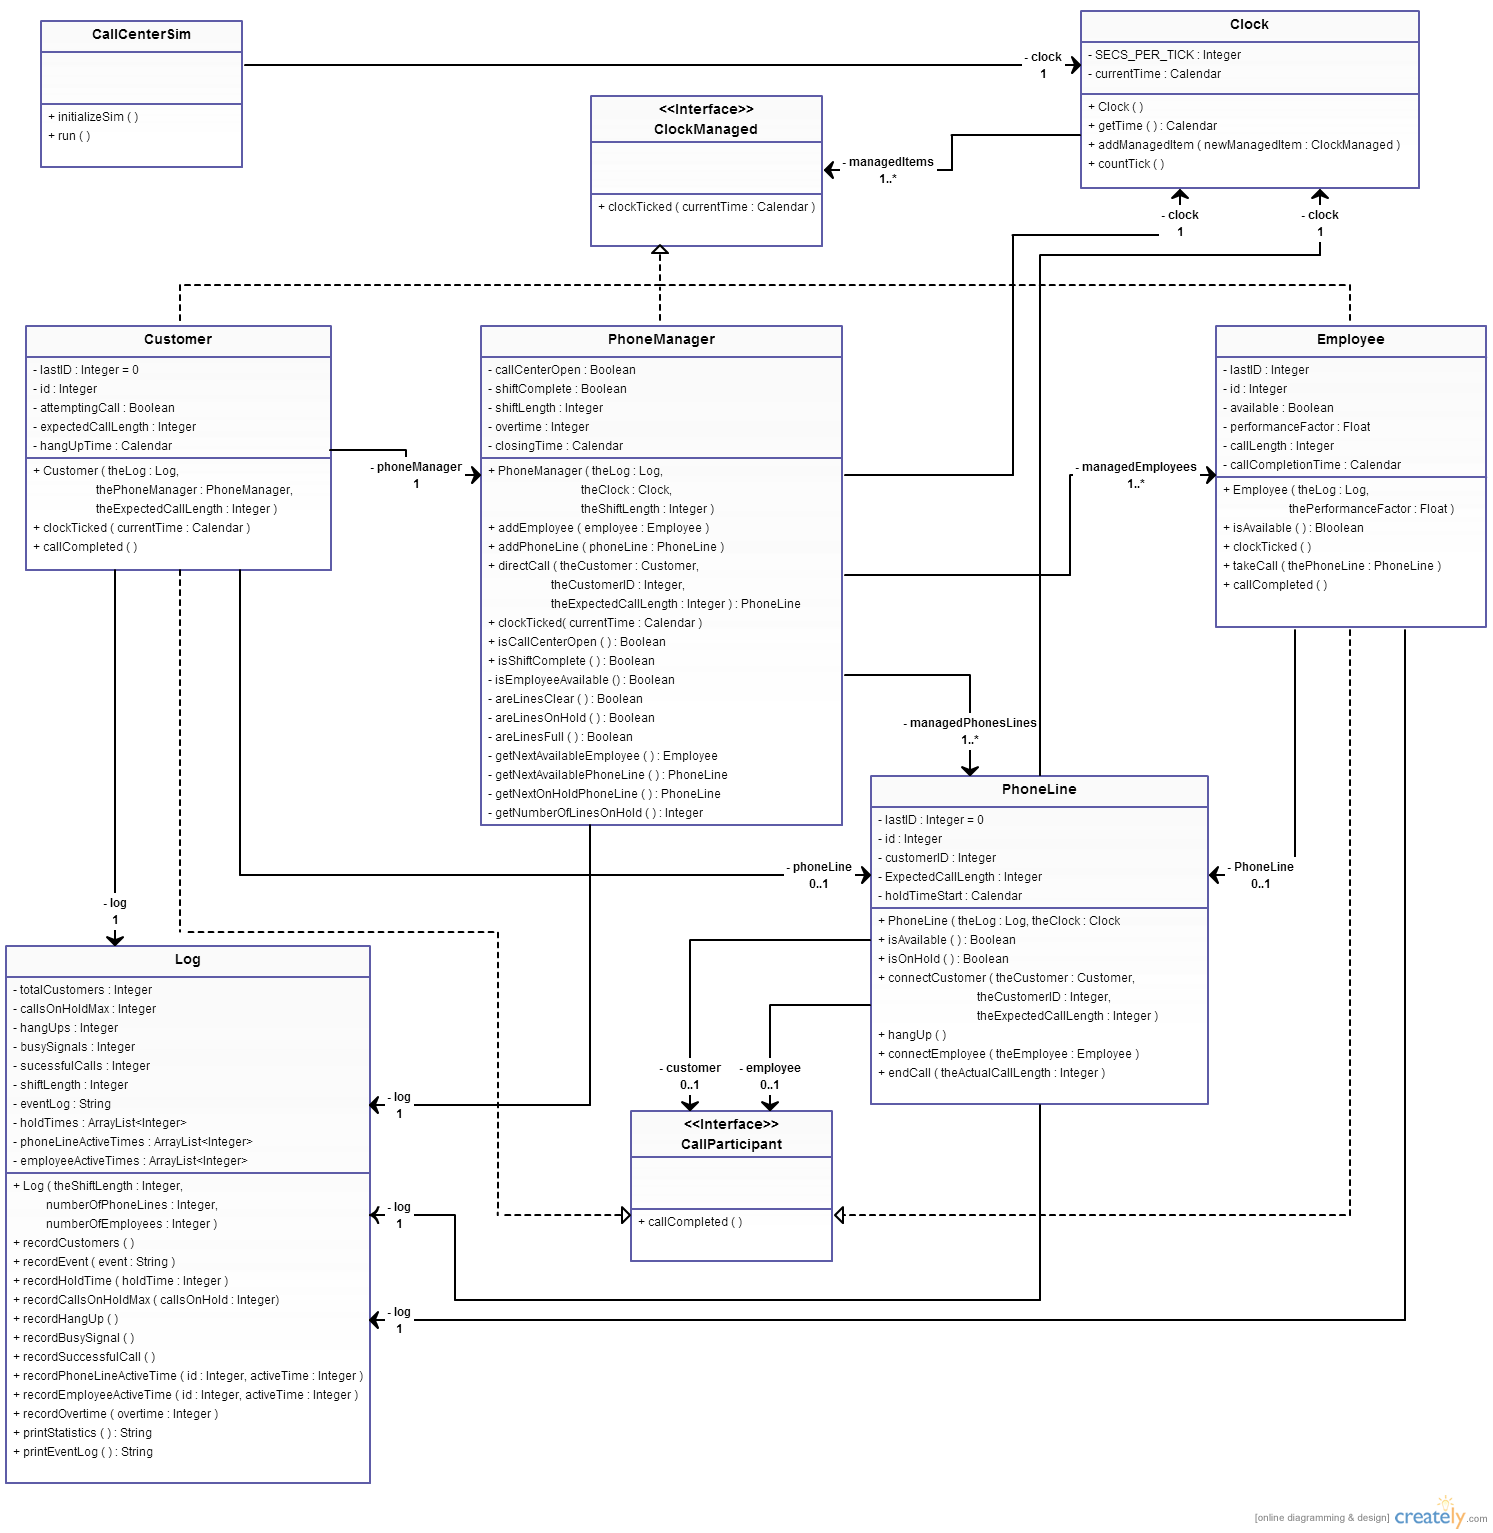 CallCenterSim
+ initializeSim ( )
+ run ( )
- clock
1
Clock
- SECS_PER_TICK : Integer
- currentTime : Calendar
+ Clock ( )
+ getTime ( ) : Calendar
+ addManagedItem ( newManagedItem : ClockManaged )
+ countTick ( )
<<Interface>>
ClockManaged
+ clockTicked ( currentTime : Calendar )
- managedItems
1..*
- clock
1
- clock
1
Customer
- lastID : Integer = 0
- id : Integer
- attemptingCall : Boolean
- expectedCallLength : Integer
- hangUpTime : Calendar
+ Customer ( theLog : Log,
thePhoneManager : PhoneManager,
theExpectedCallLength : Integer )
+ clockTicked ( currentTime : Calendar )
+ callCompleted ( )
- phoneManager
1
PhoneManager
- callCenterOpen : Boolean
- shiftComplete : Boolean
- shiftLength : Integer
- overtime : Integer
- closingTime : Calendar
+ PhoneManager ( theLog : Log,
theClock : Clock,
theShiftLength : Integer )
+ addEmployee ( employee : Employee )
+ addPhoneLine ( phoneLine : PhoneLine )
+ directCall ( theCustomer : Customer,
theCustomerID : Integer,
theExpectedCallLength : Integer ) : PhoneLine
+ clockTicked( currentTime : Calendar )
+ isCallCenterOpen ( ) : Boolean
+ isShiftComplete ( ) : Boolean
- isEmployeeAvailable () : Boolean
- areLinesClear ( ) : Boolean
- areLinesOnHold ( ) : Boolean
- areLinesFull ( ) : Boolean
- getNextAvailableEmployee ( ) : Employee
- getNextAvailablePhoneLine ( ) : PhoneLine
- getNextOnHoldPhoneLine ( ) : PhoneLine
- getNumberOfLinesOnHold ( ) : Integer
- managedEmployees
1..*
Employee
- lastID : Integer
- id : Integer
- available : Boolean
- performanceFactor : Float
- callLength : Integer
- callCompletionTime : Calendar
+ Employee ( theLog : Log,
thePerformanceFactor : Float )
+ isAvailable ( ) : Bloolean
+ clockTicked ( )
+ takeCall ( thePhoneLine : PhoneLine )
+ callCompleted ( )
- managedPhonesLines
1..*
- phoneLine
0..1
PhoneLine
- lastID : Integer = 0
- id : Integer
- customerID : Integer
- ExpectedCallLength : Integer
- holdTimeStart : Calendar
+ PhoneLine ( theLog : Log, theClock : Clock
+ isAvailable ( ) : Boolean
+ isOnHold ( ) : Boolean
+ connectCustomer ( theCustomer : Customer,
theCustomerID : Integer,
theExpectedCallLength : Integer )
+ hangUp ( )
+ connectEmployee ( theEmployee : Employee )
+ endCall ( theActualCallLength : Integer )
- PhoneLine
0..1
- log
1
Log
- totalCustomers : Integer
- callsOnHoldMax : Integer
- hangUps : Integer
- busySignals : Integer
- sucessfulCalls : Integer
- shiftLength : Integer
- eventLog : String
- holdTimes : ArrayList<Integer>
- phoneLineActiveTimes : ArrayList<Integer>
- employeeActiveTimes : ArrayList<Integer>
+ Log ( theShiftLength : Integer,
numberOfPhoneLines : Integer,
numberOfEmployees : Integer )
+ recordCustomers ( )
+ recordEvent ( event : String )
+ recordHoldTime ( holdTime : Integer )
+ recordCallsOnHoldMax ( callsOnHold : Integer)
+ recordHangUp ( )
+ recordBusySignal ( )
+ recordSuccessfulCall ( )
+ recordPhoneLineActiveTime ( id : Integer, activeTime : Integer )
+ recordEmployeeActiveTime ( id : Integer, activeTime : Integer )
+ recordOvertime ( overtime : Integer )
+ printStatistics ( ) : String
+ printEventLog ( ) : String
- log
1
- log
1
- log
1
- customer
0..1
- employee
0..1
<<Interface>>
CallParticipant
+ callCompleted ( )
[online diagramming & design] creately.com